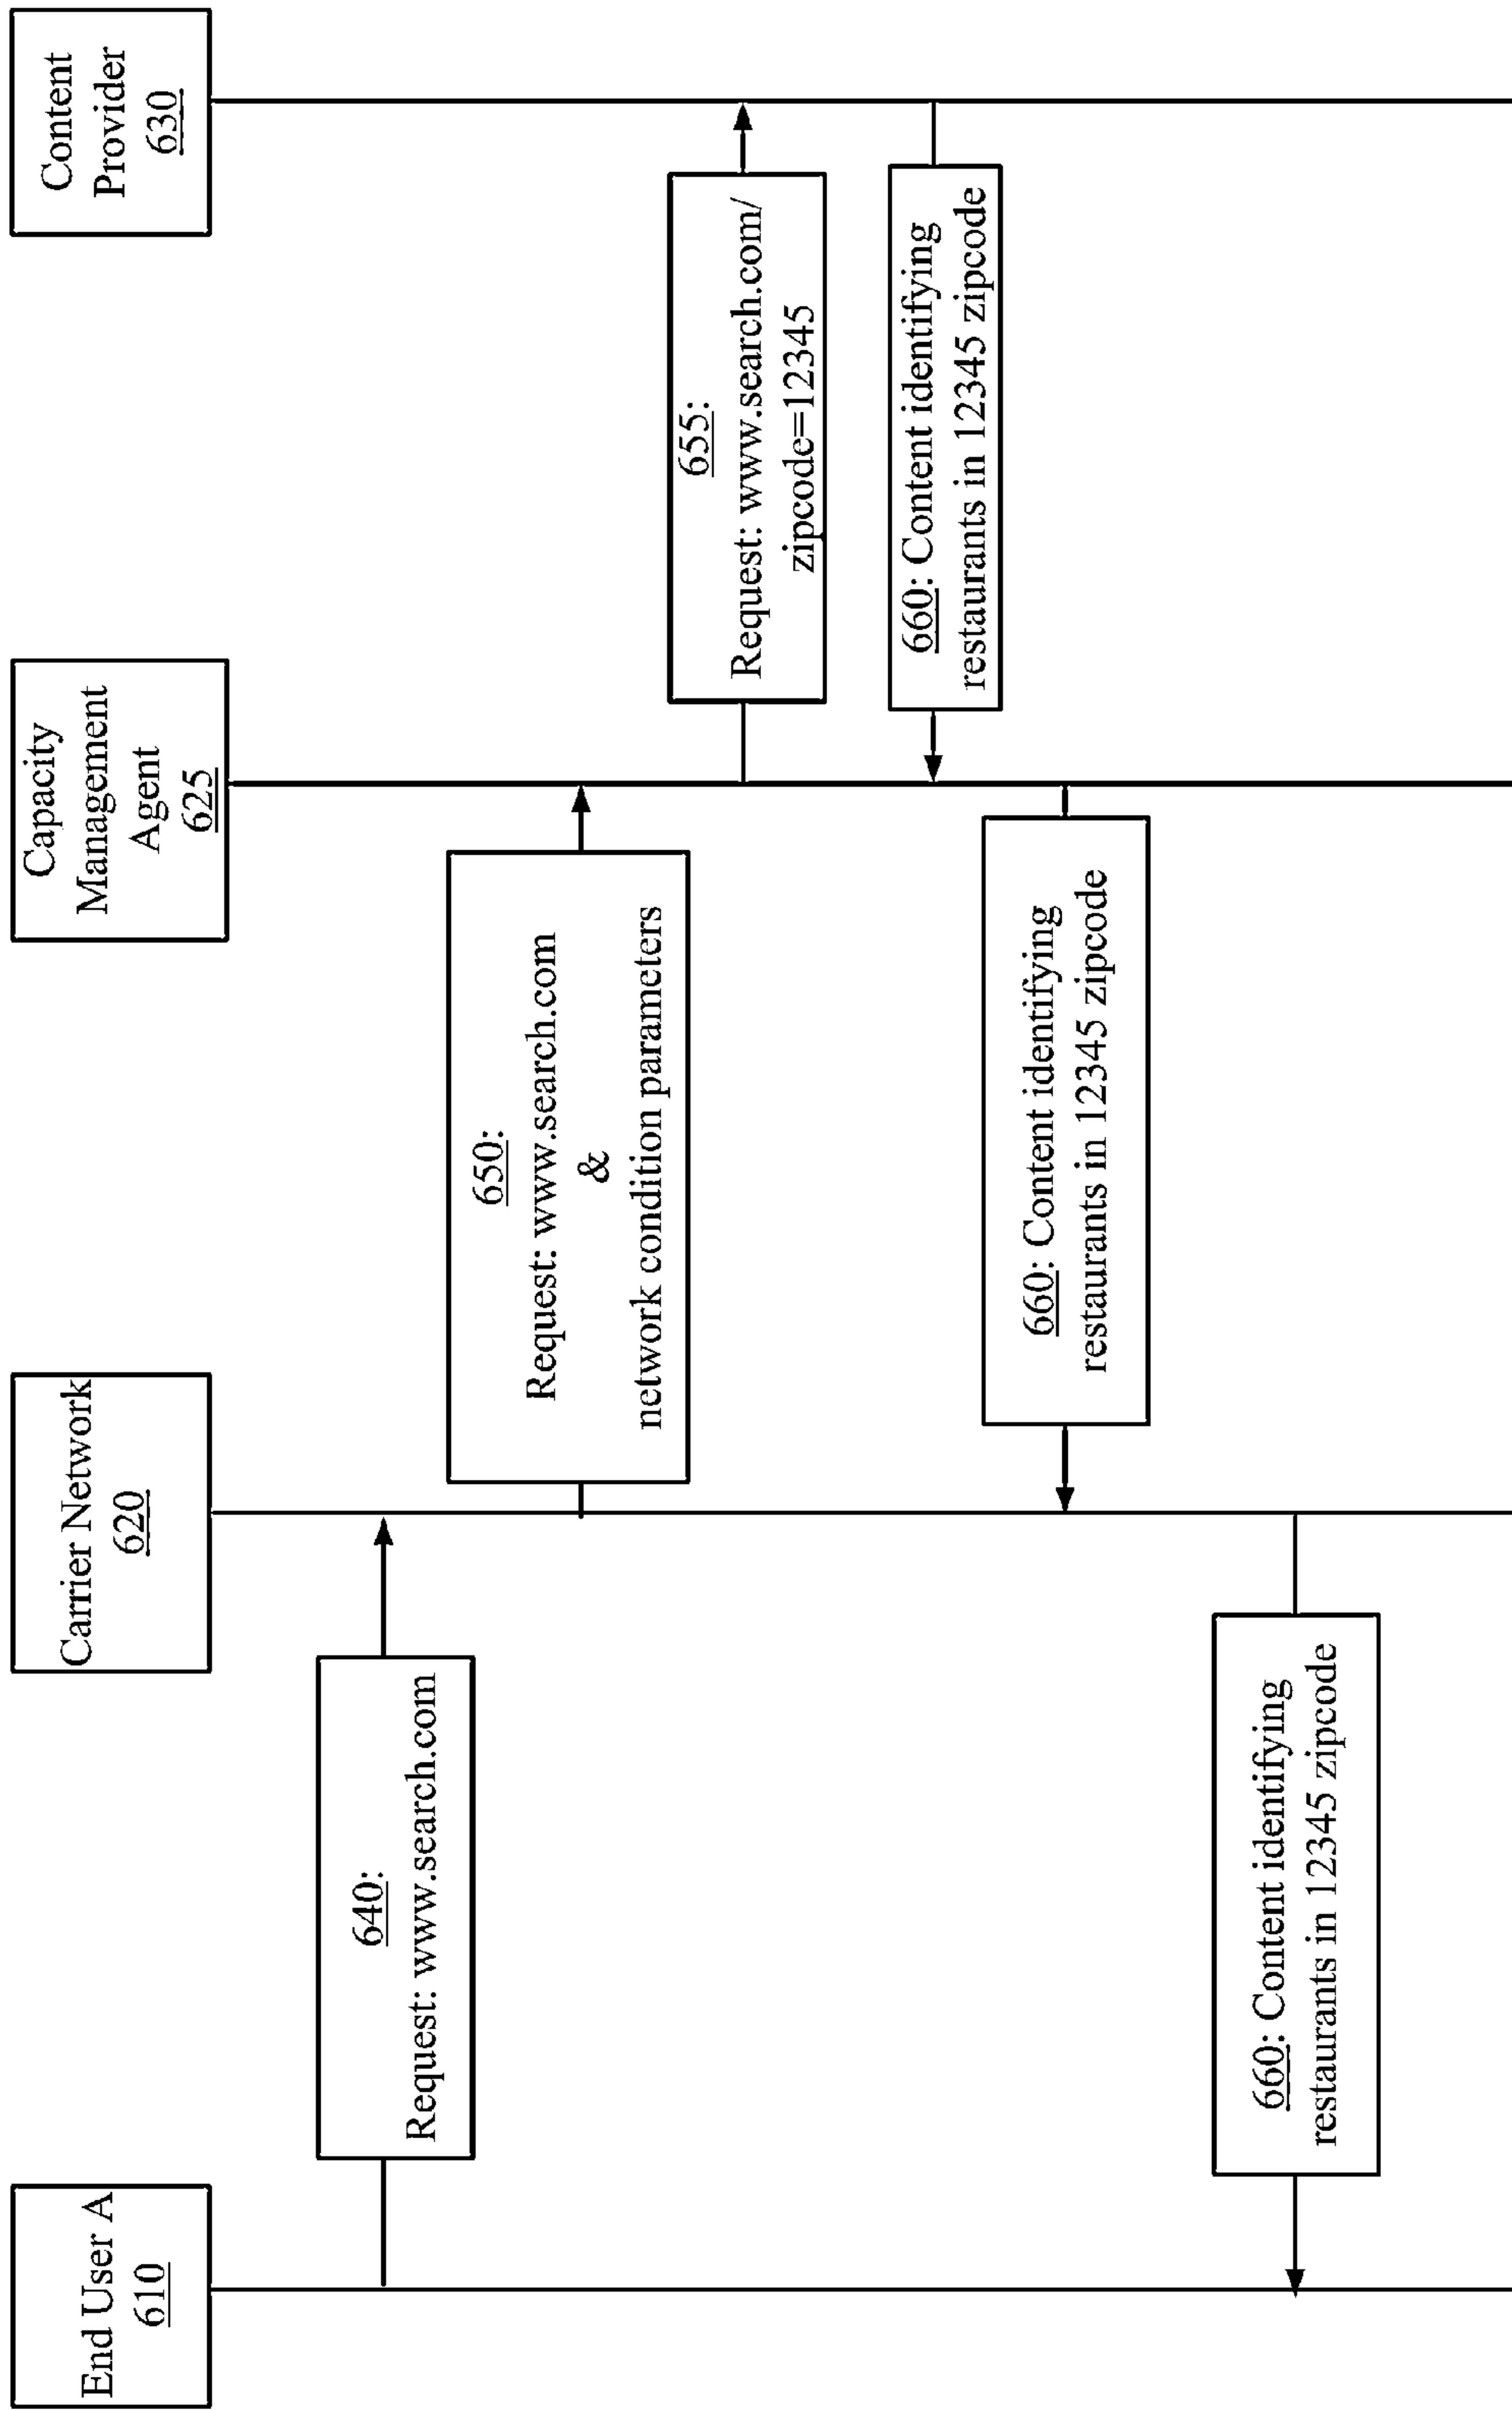 End User A
610
Carrier Network
620
Capacity
Management
Agent
625
Content
Provider
630
640:
Request: www.search.com
650:
Request: www.search.com
&
network condition parameters
655:
Request: www.search.com/
zipcode=12345
660: Content identifying
restaurants in 12345 zipcode
660: Content identifying
restaurants in 12345 zipcode
660: Content identifying
restaurants in 12345 zipcode